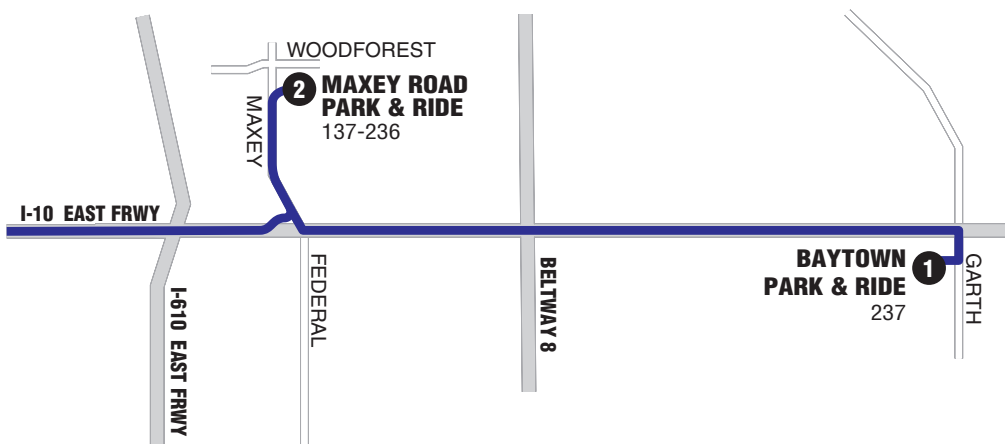 WOODFOREST
2
MAXEY ROAD
PARK & RIDE
137-236
MAXEY
I-10 EAST FRWY
I-610 EAST FRWY
FEDERAL
BELTWAY 8
BAYTOWN
PARK & RIDE
237
1
GARTH